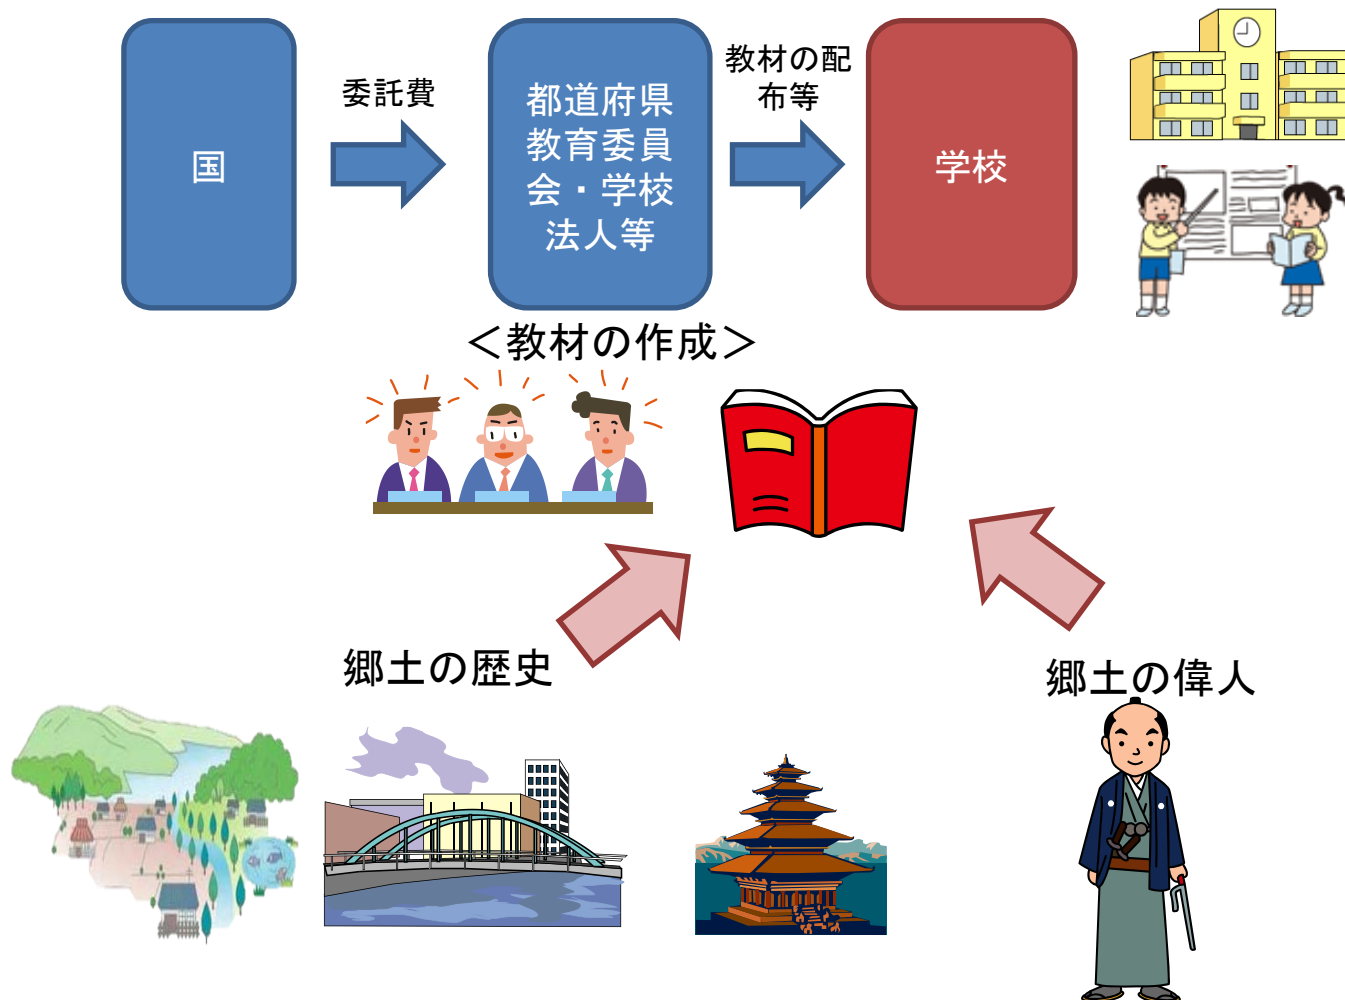 国
委託費
都道府県
教育委員
会・学校
法人等
教材の配
布等
学校
＜教材の作成＞
郷土の歴史
郷土の偉人